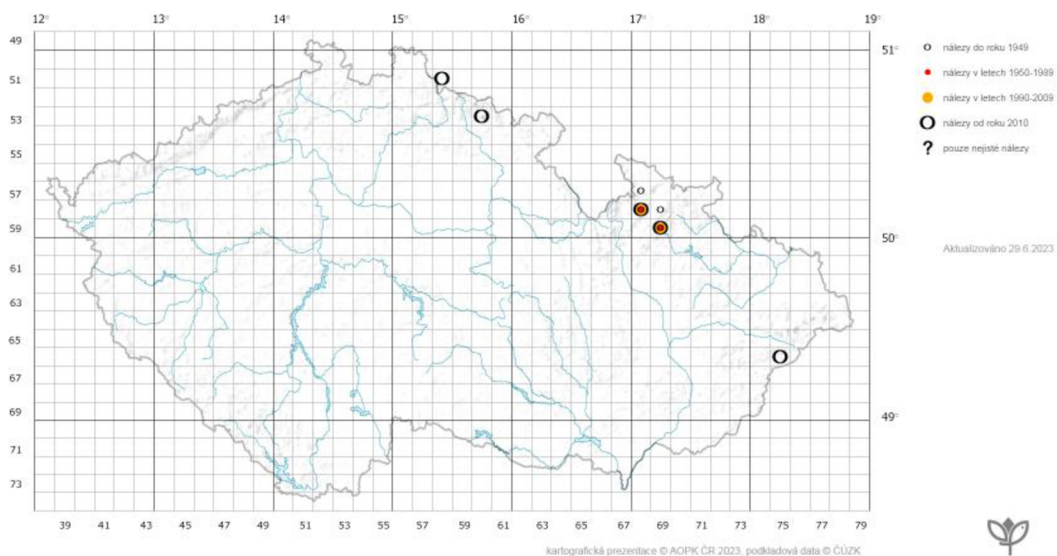 12° 13° 14° 15° 16° 17° 18° 19°
49 51°
51
53
55
57
59 50°
61
63
65
67
69 49°
71
73
39 41 43 45 47 49 51 53 55 57 59 61 63 65 67 69 71 73 75 77 79
nálezy do roku 1949
nálezy v letech 1950-1989
nálezy v letech 1990-2009
nálezy od roku 2010
? pouze nejisté nálezy
Aktualizováno 29.6.2023
kartografická prezentace © AOPK ČR 2023, podkladová data © ČÚZK